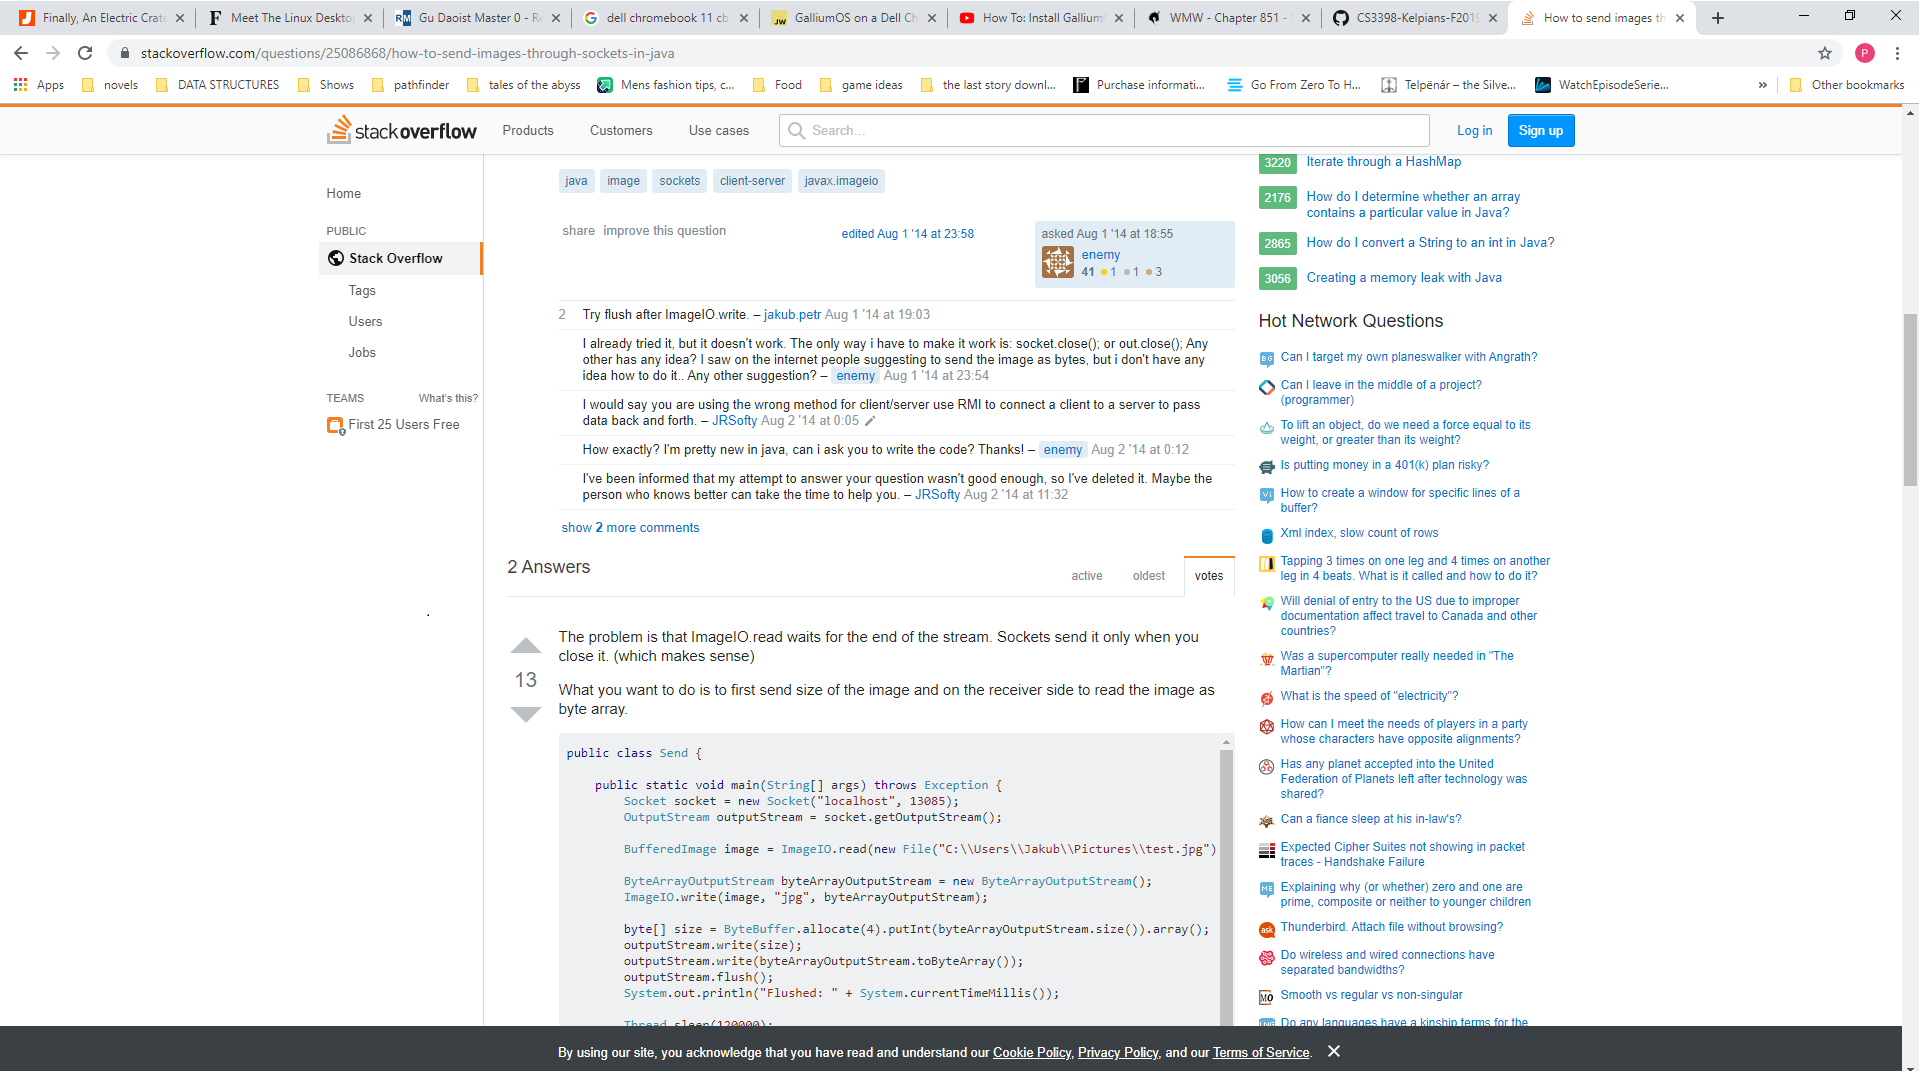 Finally, An Electric Crate
Meet The Linux Deskto
Gu Daoist Master 0 - Re
dell chromebook 11 cb
GalliumOS on a Dell Ch
How To: Install Gallium
WMW - Chapter 851 -
CS3398-Kelpians-F2019
How to send images th
stackoverflow.com/questions/25086868/how-to-send-images-through-sockets-in-java
P
Apps
novels
DATA STRUCTURES
Shows
pathfinder
tales of the abyss
Mens fashion tips, c...
Food
game ideas
the last story downl...
Purchase informati...
Go From Zero To H...
Telpënár – the Silve...
WatchEpisodeSerie...
»
Other bookmarks
stackoverflow
Products
Customers
Use cases
Search...
Log in
Sign up
Home
PUBLIC
Stack Overflow
Tags
Users
Jobs
TEAMS
What's this?
First 25 Users Free
java
image
sockets
client-server
javax.imageio
share improve this question
edited Aug 1 '14 at 23:58
asked Aug 1 '14 at 18:55
enemy
41 ●1 ●1 ●3
2 Try flush after ImageIO.write. – jakub.petr Aug 1 '14 at 19:03
I already tried it, but it doesn't work. The only way i have to make it work is: socket.close(); or out.close(); Any
other has any idea? I saw on the internet people suggesting to send the image as bytes, but i don't have any
idea how to do it.. Any other suggestion? – enemy Aug 1 '14 at 23:54
I would say you are using the wrong method for client/server use RMI to connect a client to a server to pass
data back and forth. – JRSofty Aug 2 '14 at 0:05
How exactly? I'm pretty new in java, can i ask you to write the code? Thanks! – enemy Aug 2 '14 at 0:12
I've been informed that my attempt to answer your question wasn't good enough, so I've deleted it. Maybe the
person who knows better can take the time to help you. – JRSofty Aug 2 '14 at 11:32
show 2 more comments
2 Answers
active
oldest
votes
13
The problem is that ImageIO.read waits for the end of the stream. Sockets send it only when you
close it. (which makes sense)
What you want to do is to first send size of the image and on the receiver side to read the image as
byte array.
public class Send {
public static void main(String[] args) throws Exception {
Socket socket = new Socket("localhost", 13085);
OutputStream outputStream = socket.getOutputStream();
BufferedImage image = ImageIO.read(new File("C:\\Users\\Jakub\\Pictures\\test.jpg")
ByteArrayOutputStream byteArrayOutputStream = new ByteArrayOutputStream();
ImageIO.write(image, "jpg", byteArrayOutputStream);
byte[] size = ByteBuffer.allocate(4).putInt(byteArrayOutputStream.size()).array();
outputStream.write(size);
outputStream.write(byteArrayOutputStream.toByteArray());
outputStream.flush();
System.out.println("Flushed: " + System.currentTimeMillis());
Thread.sleep(120000);
3220 Iterate through a HashMap
2176 How do I determine whether an array
contains a particular value in Java?
2865 How do I convert a String to an int in Java?
3056 Creating a memory leak with Java
Hot Network Questions
Can I target my own planeswalker with Angrath?
Can I leave in the middle of a project?
(programmer)
To lift an object, do we need a force equal to its
weight, or greater than its weight?
Is putting money in a 401(k) plan risky?
How to create a window for specific lines of a
buffer?
Xml index, slow count of rows
Tapping 3 times on one leg and 4 times on another
leg in 4 beats. What is it called and how to do it?
Will denial of entry to the US due to improper
documentation affect travel to Canada and other
countries?
Was a supercomputer really needed in "The
Martian"?
What is the speed of "electricity"?
How can I meet the needs of players in a party
whose characters have opposite alignments?
Has any planet accepted into the United
Federation of Planets left after technology was
shared?
Can a fiance sleep at his in-law's?
Expected Cipher Suites not showing in packet
traces - Handshake Failure
Explaining why (or whether) zero and one are
prime, composite or neither to younger children
Thunderbird. Attach file without browsing?
Do wireless and wired connections have
separated bandwidths?
Smooth vs regular vs non-singular
Do any languages have a kinship terms for the
By using our site, you acknowledge that you have read and understand our Cookie Policy, Privacy Policy, and our Terms of Service.